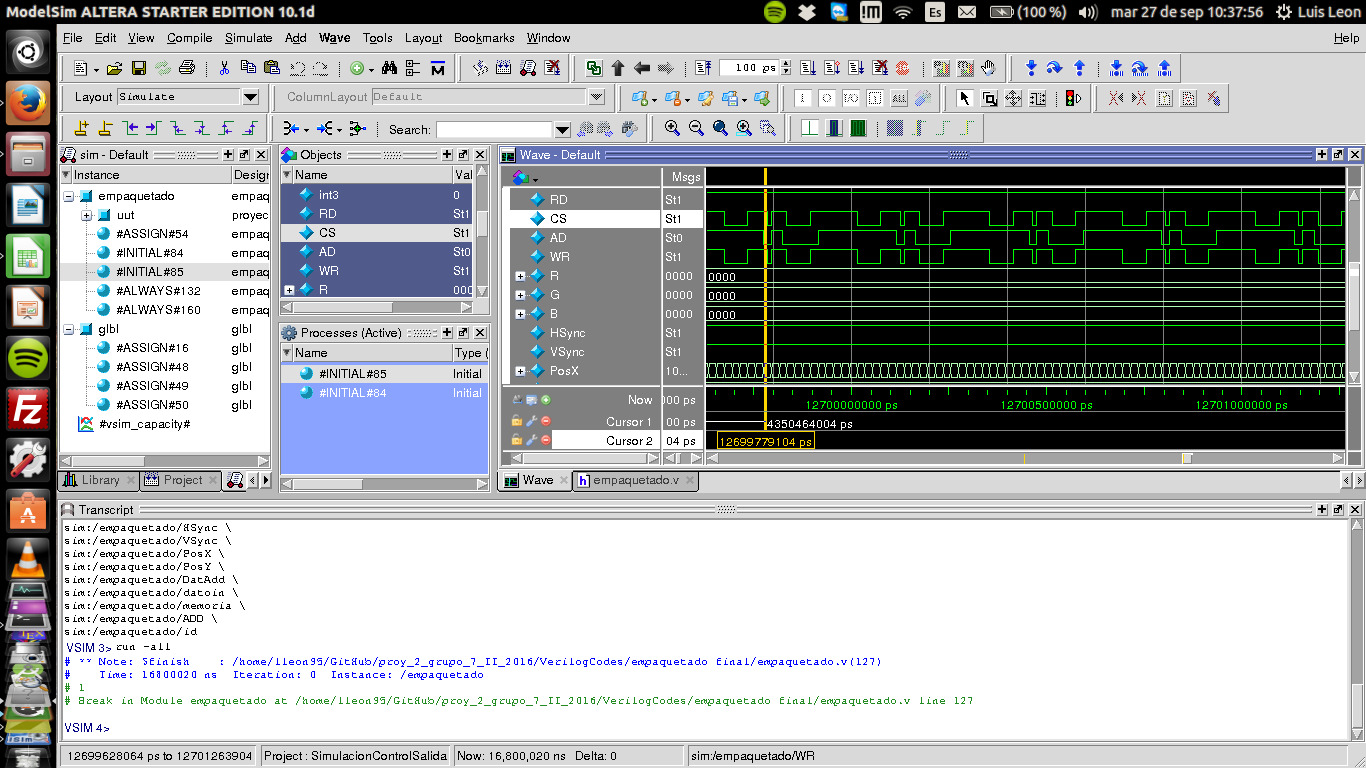 ModelSim ALTERA STARTER EDITION 10.1d
Es (100 %) mar 27 de sep 10:37:56 Luis Leon
File Edit View Compile Simulate Add Wave Tools Layout Bookmarks Window Help
100 ps
Layout Simulate ColumnLayout Default
Search:
sim - Default
Instance Design
empaquetado empaq
uut proyec
#ASSIGN#54 empaq
#INITIAL#84 empaq
#INITIAL#85 empaq
#ALWAYS#132 empaq
#ALWAYS#160 empaq
glbl glbl
#ASSIGN#16 glbl
#ASSIGN#48 glbl
#ASSIGN#49 glbl
#ASSIGN#50 glbl
#vsim_capacity#
Library Project
Objects
Name Val
int3 0
RD St1
CS St1
AD St0
WR St1
R 000
Processes (Active)
Name Type (
#INITIAL#85 Initial
#INITIAL#84 Initial
Wave - Default
Msgs
RD St1
CS St1
AD St0
WR St1
R 0000 0000
G 0000 0000
B 0000 0000
HSync St1
VSync St1
PosX 10...
Now 000 ps 12700000000 ps 12700500000 ps 12701000000 ps
Cursor 1 00 ps 4350464004 ps
Cursor 2 04 ps 12699779104 ps
Wave empaquetado.v
Transcript
sim:/empaquetado/HSync \
sim:/empaquetado/VSync \
sim:/empaquetado/PosX \
sim:/empaquetado/PosY \
sim:/empaquetado/DatAdd \
sim:/empaquetado/datoin \
sim:/empaquetado/memoria \
sim:/empaquetado/ADD \
sim:/empaquetado/id
VSIM 3> run -all
# ** Note: $finish : /home/lleon95/GitHub/proy_2_grupo_7_II_2016/VerilogCodes/empaquetado final/empaquetado.v(127)
# Time: 16800020 ns Iteration: 0 Instance: /empaquetado
# 1
# Break in Module empaquetado at /home/lleon95/GitHub/proy_2_grupo_7_II_2016/VerilogCodes/empaquetado final/empaquetado.v line 127
VSIM 4>
12699628064 ps to 12701263904 Project : SimulacionControlSalida Now: 16,800,020 ns Delta: 0 sim:/empaquetado/WR